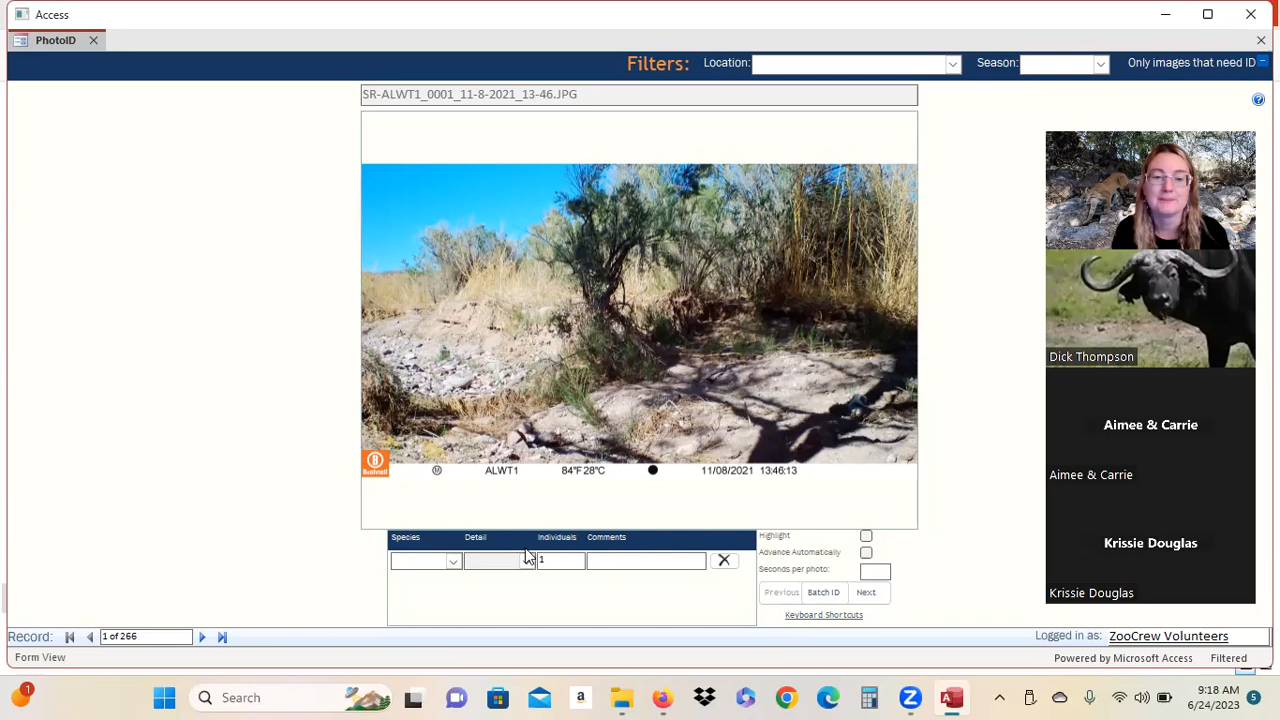 Access
PhotoID
Filters: Location: Season: Only images that need ID
SR-ALWT1_0001_11-8-2021_13-46.JPG
B
Bushnell
M ALWT1 84°F 28°C 11/08/2021 13:46:13
Dick Thompson
Aimee & Carrie
Aimee & Carrie
Krissie Douglas
Krissie Douglas
Species Detail Individuals Comments
1
Highlight
Advance Automatically
Seconds per photo:
Previous Batch ID Next
Keyboard Shortcuts
Record: 1 of 266
Logged in as: ZooCrew Volunteers
Form View
Powered by Microsoft Access Filtered
1
Search
a
9:18 AM
6/24/2023
5